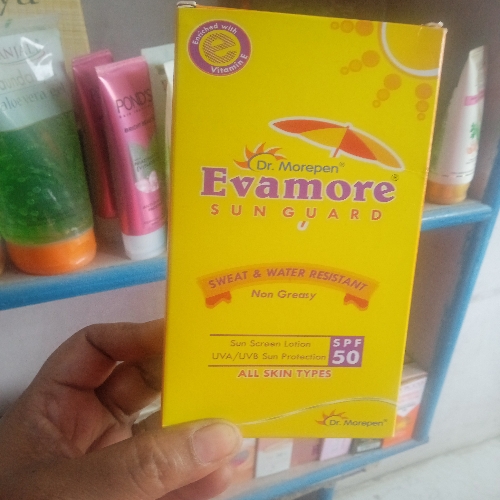 Enriched with
e
Vitamin E
Dr. Morepen®
Evamore®
SUN GUARD
SWEAT & WATER RESISTANT
Non Greasy
Sun Screen Lotion
UVA/UVB Sun Protection
SPF
50
ALL SKIN TYPES
Dr. Morepen®
POND'S